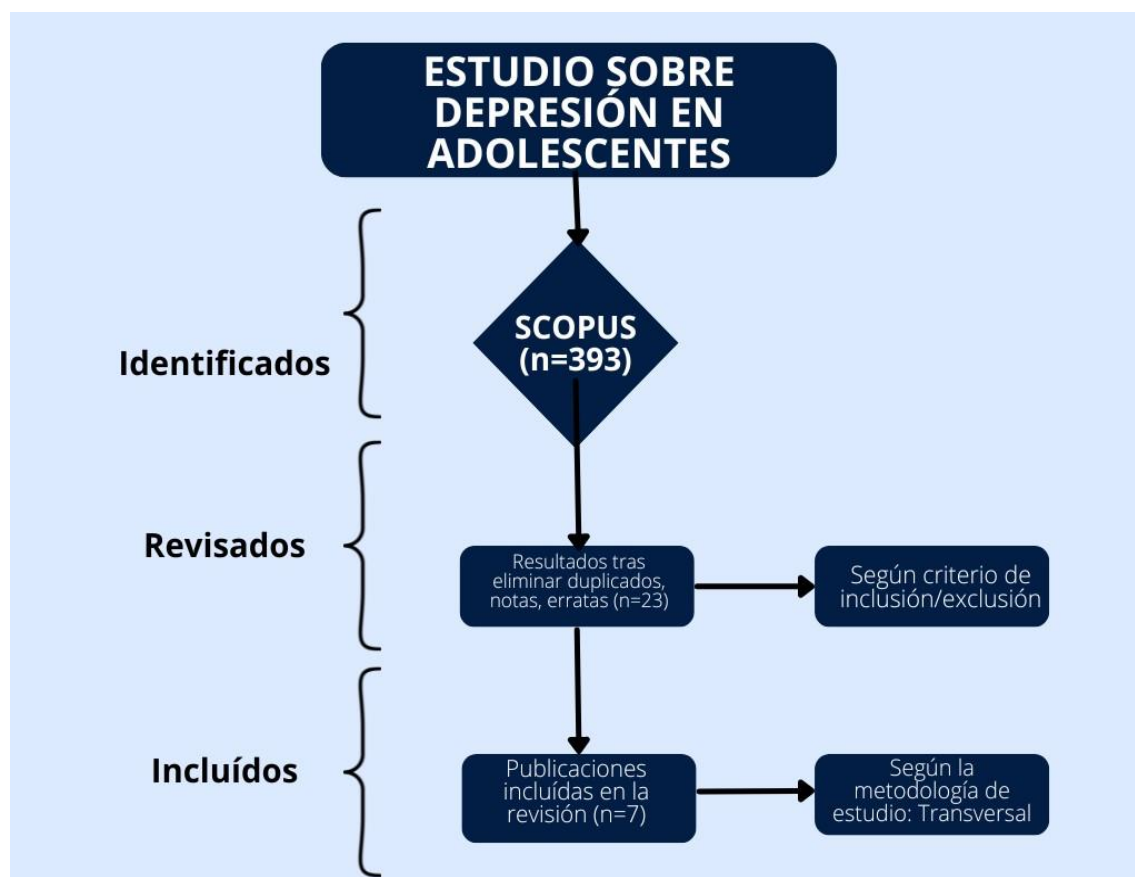 ESTUDIO SOBRE
DEPRESIÓN EN
ADOLESCENTES
SCOPUS
(n=393)
Identificados
Revisados
Resultados tras
eliminar duplicados,
notas, erratas (n=23)
Según criterio de
inclusión/exclusión
Incluídos
Publicaciones
incluídas en la
revisión (n=7)
Según la
metodología de
estudio: Transversal